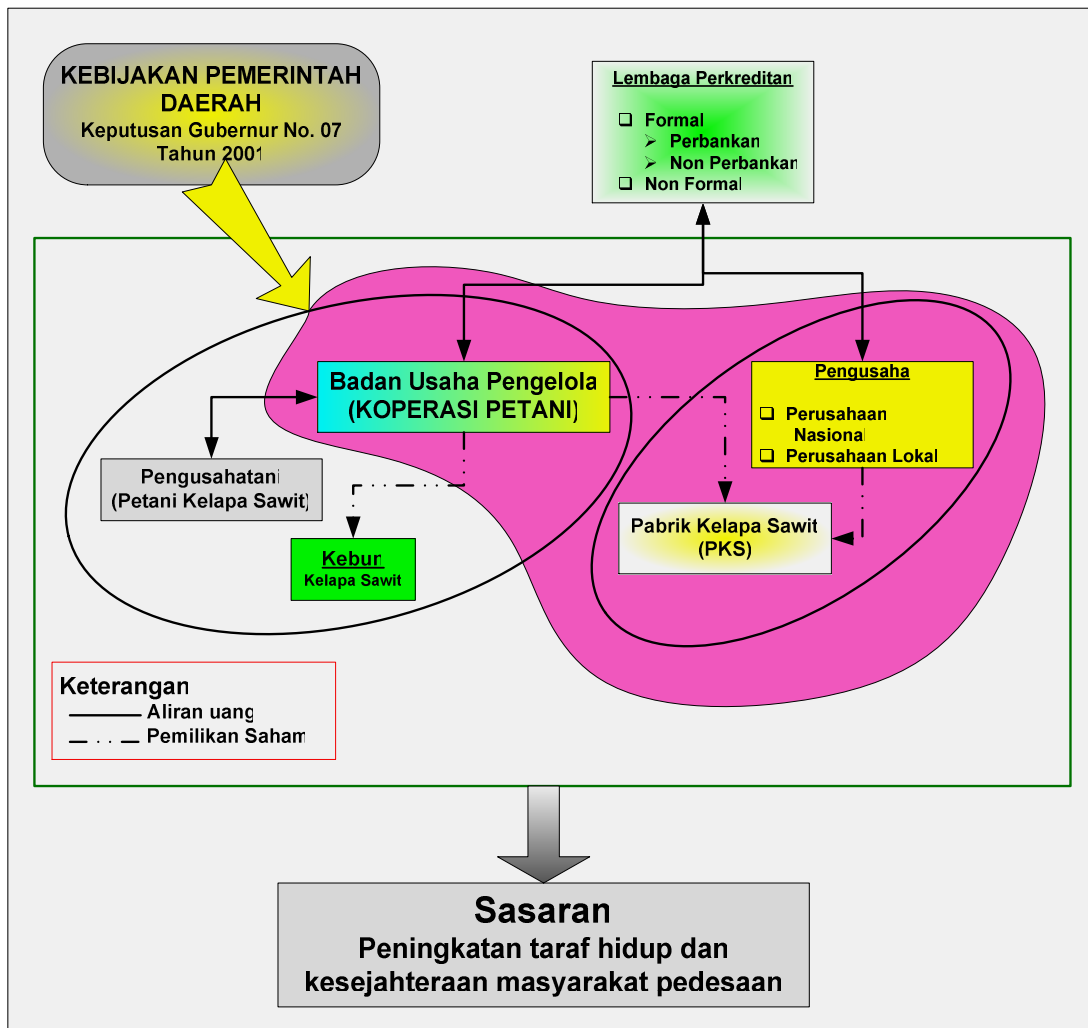 KEBIJAKAN PEMERINTAH
DAERAH
Keputusan Gubernur No. 07
Tahun 2001
Lembaga Perkreditan
❑ Formal
➢ Perbankan
➢ Non Perbankan
❑ Non Formal
Badan Usaha Pengelola
(KOPERASI PETANI)
Pengusaha
❑ Perusahaan
Nasional
❑ Perusahaan Lokal
Pengusahatani
(Petani Kelapa Sawit)
Kebun
Kelapa Sawit
Pabrik Kelapa Sawit
(PKS)
Keterangan
Aliran uang
Pemilikan Saham
Sasaran
Peningkatan taraf hidup dan
kesejahteraan masyarakat pedesaan